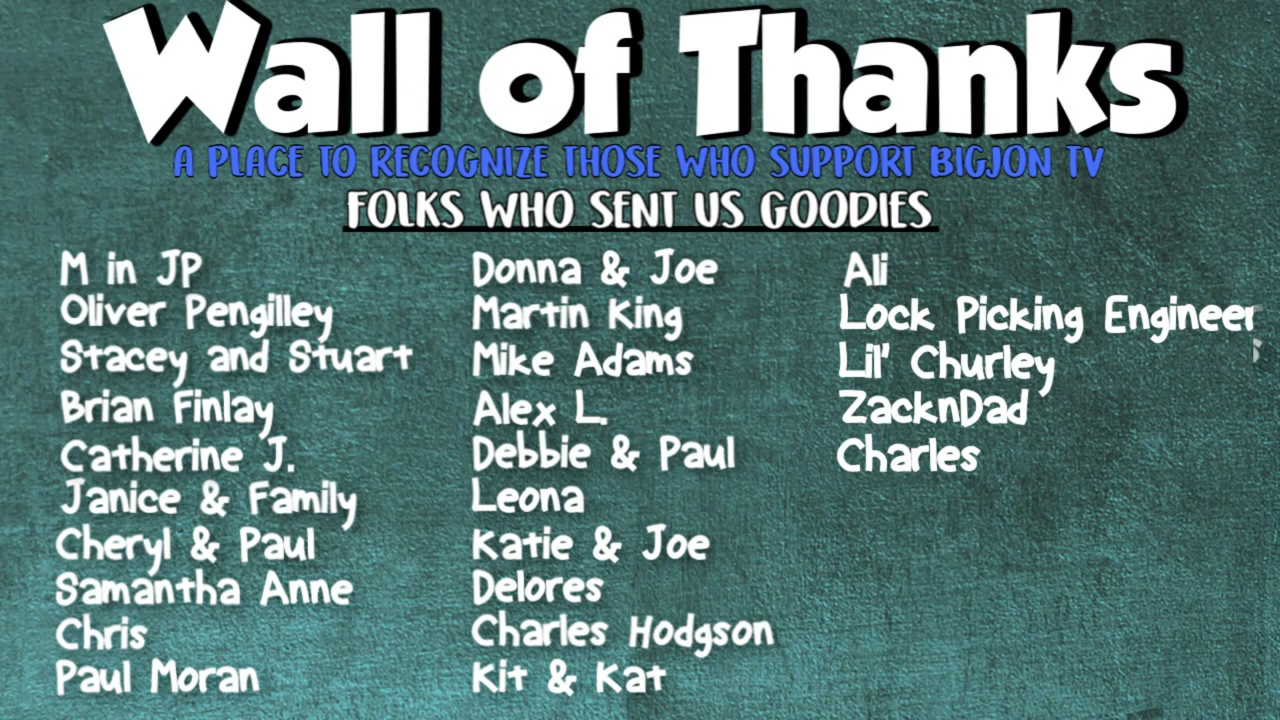 Wall of Thanks
A PLACE TO RECOGNIZE THOSE WHO SUPPORT BIGJON TV
FOLKS WHO SENT US GOODIES
M in JP
Oliver Pengilley
Stacey and Stuart
Brian Finlay
Catherine J.
Janice & Family
Cheryl & Paul
Samantha Anne
Chris
Paul Moran
Donna & Joe
Martin King
Mike Adams
Alex L.
Debbie & Paul
Leona
Katie & Joe
Delores
Charles Hodgson
Kit & Kat
Ali
Lock Picking Engineer
Lil' Churley
ZacknDad
Charles